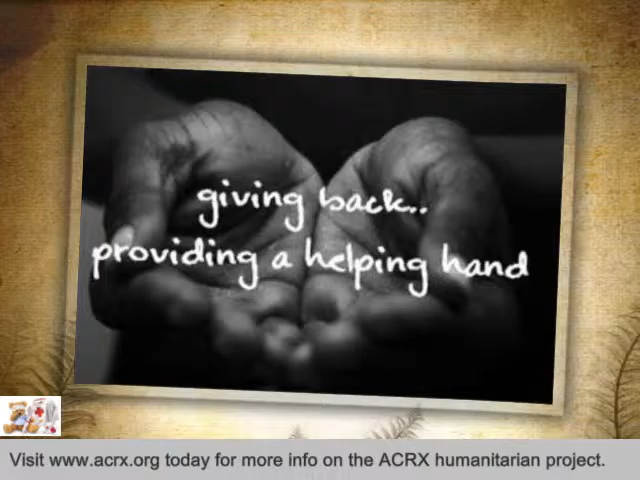 giving back..
providing a helping hand
Visit www.acrx.org today for more info on the ACRX humanitarian project.